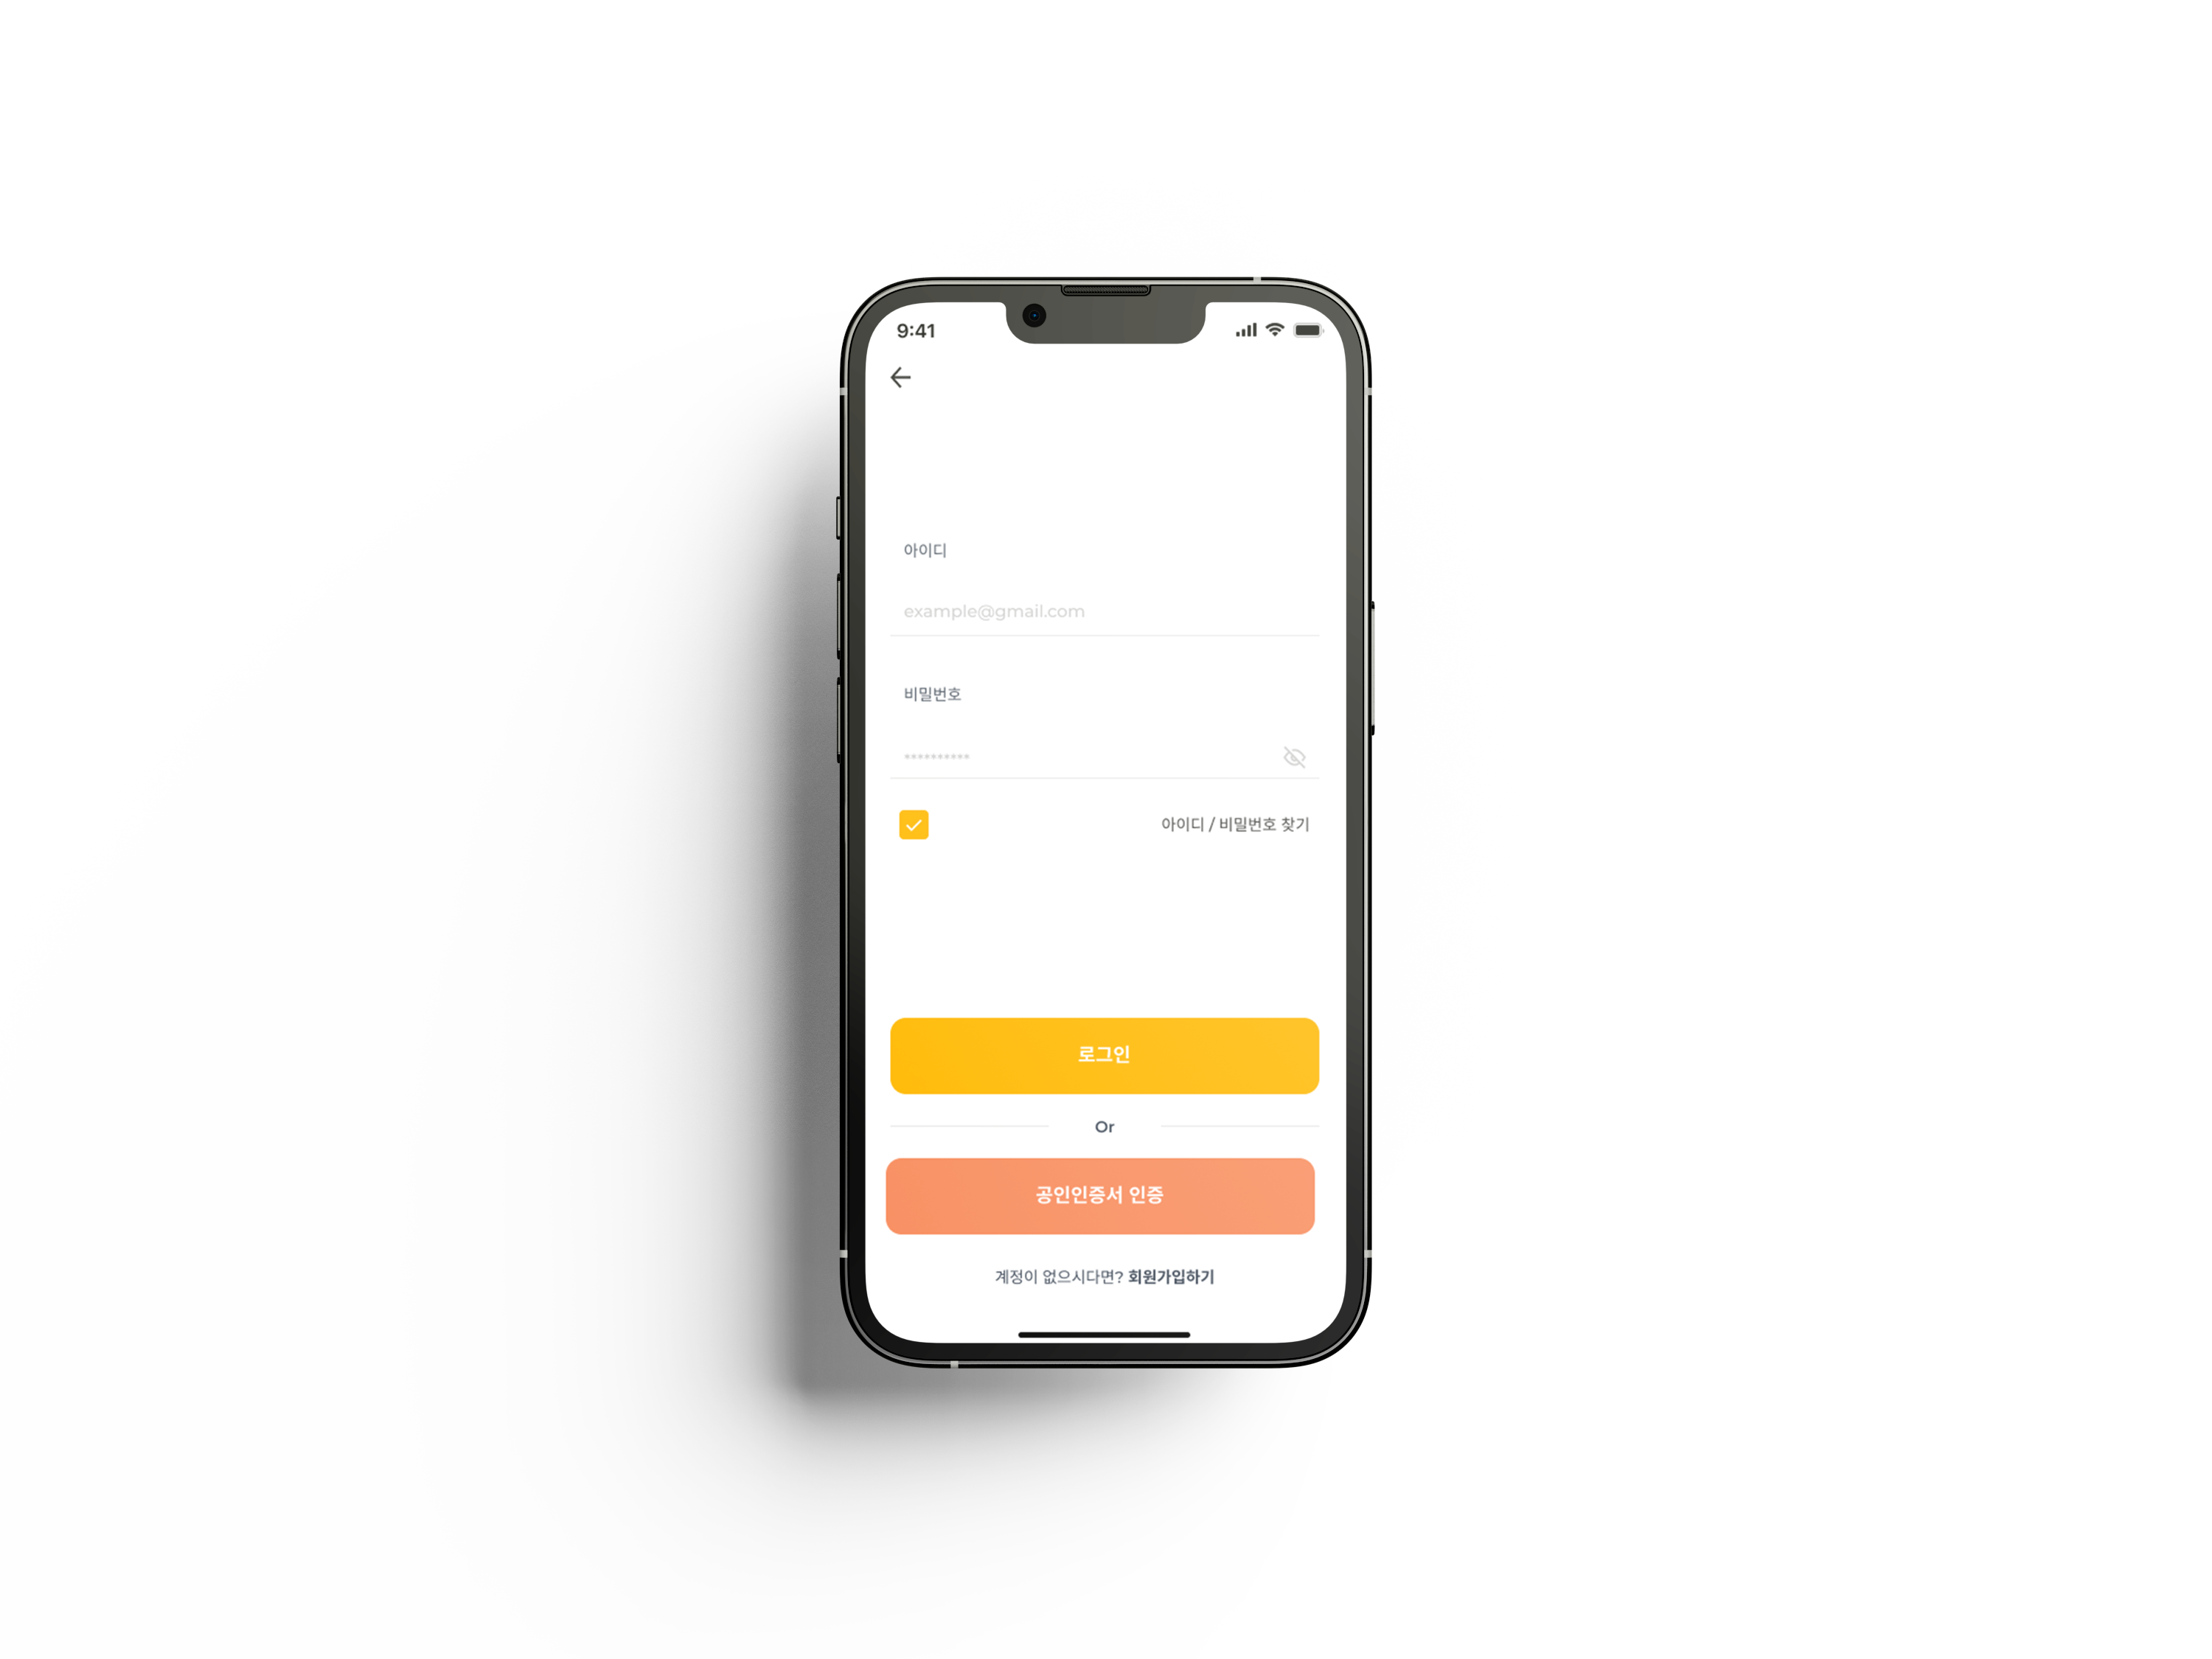 9:41
아이디
example@gmail.com
비밀번호
••••••••••
아이디 / 비밀번호 찾기
로그인
Or
공인인증서 인증
계정이 없으시다면? 회원가입하기